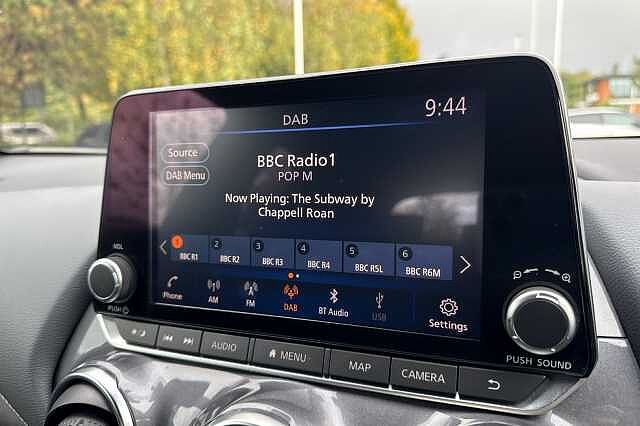 DAB
9:44
Source
DAB Menu
BBC Radio1
POP M
Now Playing: The Subway by
Chappell Roan
1 BBC R1
2 BBC R2
3 BBC R3
4 BBC R4
5 BBC R5L
6 BBC R6M
Phone
AM
FM
DAB
BT Audio
USB
Settings
VOL
PUSH
AUDIO
MENU
MAP
CAMERA
PUSH SOUND